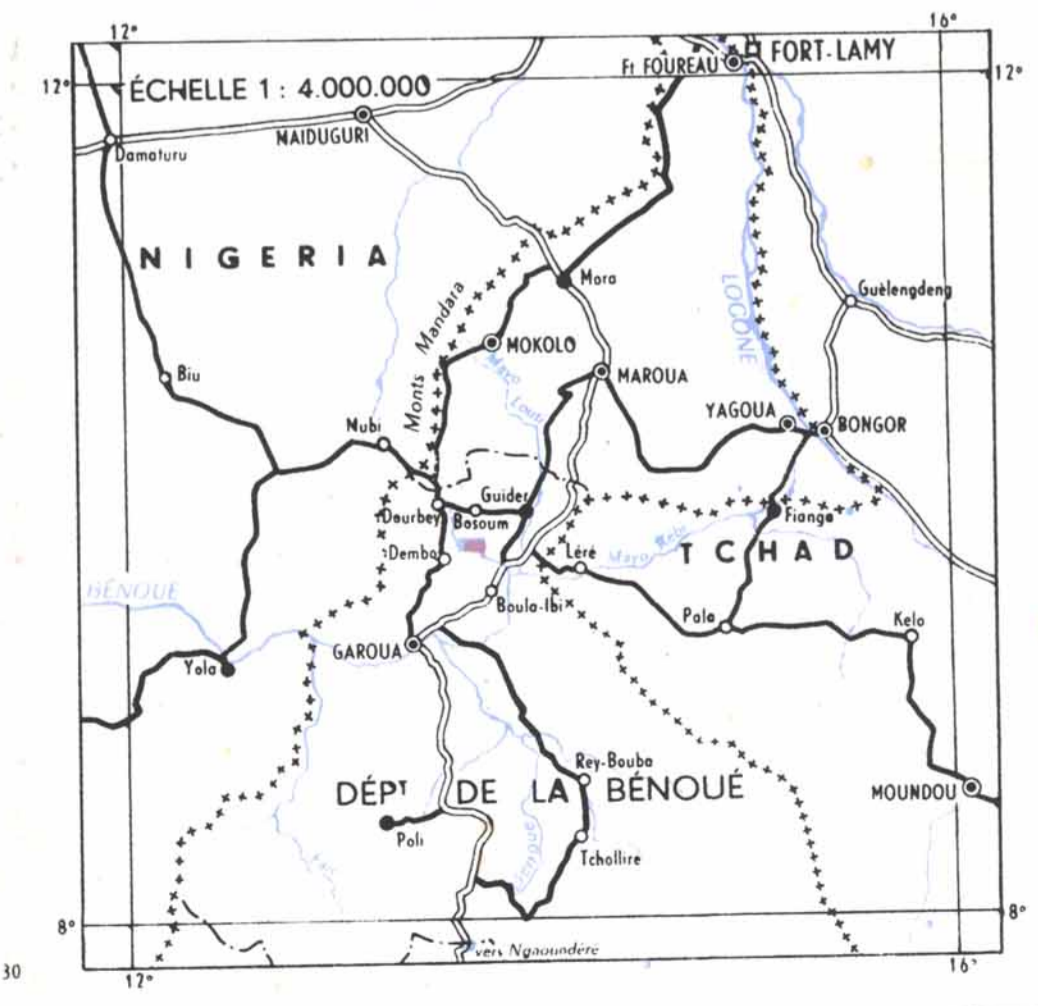 12°
16°
12°
ÉCHELLE 1 : 4.000.000
Ft FOUREAU
FORT-LAMY
12°
NAIDUGURI
Damaturu
NIGERIA
Mora
Guèlengdeng
LOGONE
Monts Mandara
MOKOLO
Mayo Louti
MAROUA
Biu
YAGOUA
BONGOR
Nubi
Guider
Dourbey
Bosoum
Fianga
Mayo Kebi
TCHAD
Dembo
Léré
BÉNOUÉ
Boula-Ibi
Pala
Kelo
GAROUA
Yola
Rey-Bouba
DÉPT DE LA BÉNOUÉ
MOUNDOU
Poli
Tchollire
8°
8°
vers Ngaoundéré
30
12°
16°